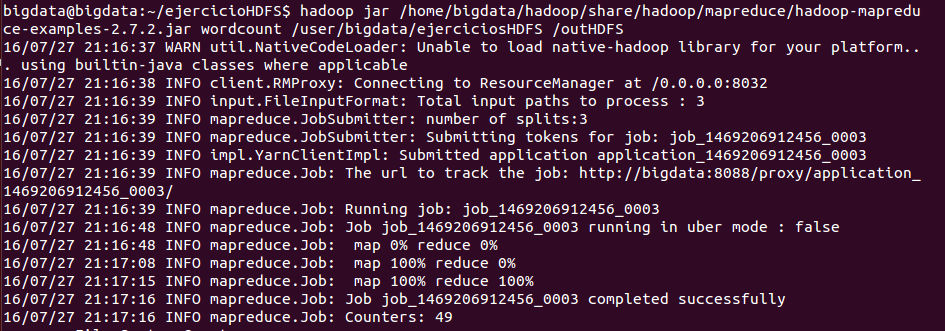 bigdata@bigdata:~/ejercicioHDFS$ hadoop jar /home/bigdata/hadoop/share/hadoop/mapreduce/hadoop-mapredu
ce-examples-2.7.2.jar wordcount /user/bigdata/ejerciciosHDFS /outHDFS
16/07/27 21:16:37 WARN util.NativeCodeLoader: Unable to load native-hadoop library for your platform..
. using builtin-java classes where applicable
16/07/27 21:16:38 INFO client.RMProxy: Connecting to ResourceManager at /0.0.0.0:8032
16/07/27 21:16:39 INFO input.FileInputFormat: Total input paths to process : 3
16/07/27 21:16:39 INFO mapreduce.JobSubmitter: number of splits:3
16/07/27 21:16:39 INFO mapreduce.JobSubmitter: Submitting tokens for job: job_1469206912456_0003
16/07/27 21:16:39 INFO impl.YarnClientImpl: Submitted application application_1469206912456_0003
16/07/27 21:16:39 INFO mapreduce.Job: The url to track the job: http://bigdata:8088/proxy/application_
1469206912456_0003/
16/07/27 21:16:39 INFO mapreduce.Job: Running job: job_1469206912456_0003
16/07/27 21:16:48 INFO mapreduce.Job: Job job_1469206912456_0003 running in uber mode : false
16/07/27 21:16:48 INFO mapreduce.Job:  map 0% reduce 0%
16/07/27 21:17:08 INFO mapreduce.Job:  map 100% reduce 0%
16/07/27 21:17:15 INFO mapreduce.Job:  map 100% reduce 100%
16/07/27 21:17:16 INFO mapreduce.Job: Job job_1469206912456_0003 completed successfully
16/07/27 21:17:16 INFO mapreduce.Job: Counters: 49